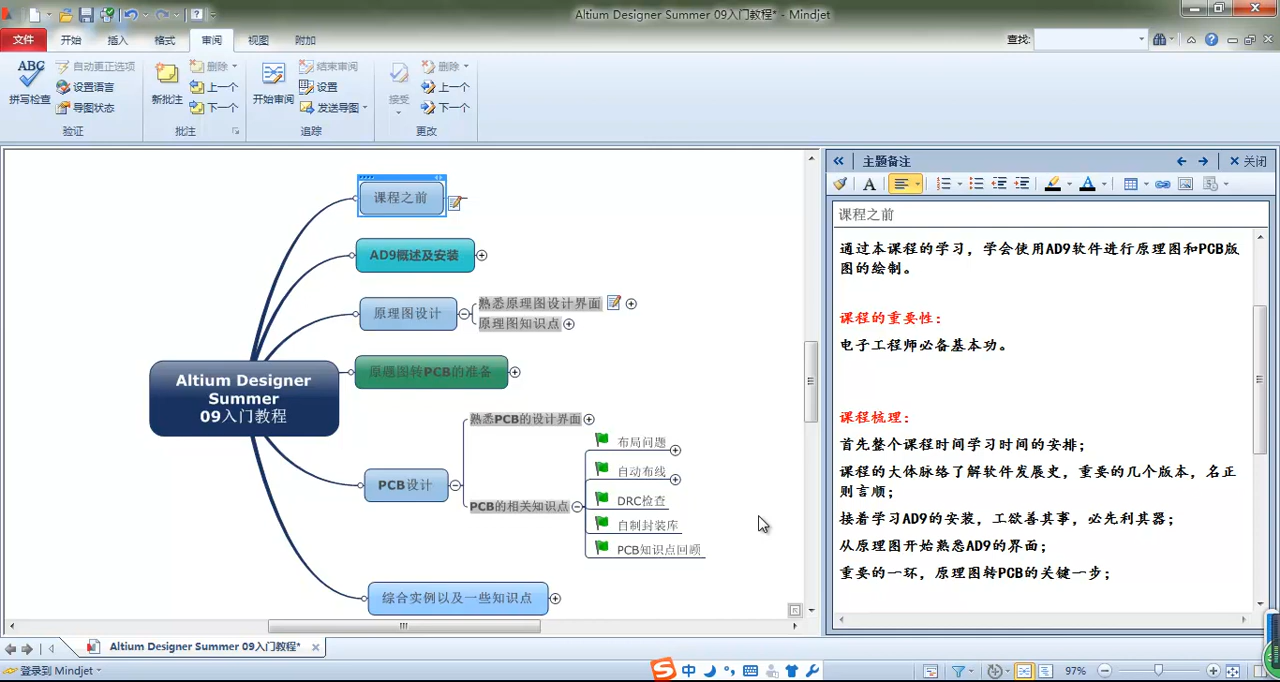 Altium Designer Summer 09入门教程* - Mindjet
文件
开始
插入
格式
审阅
视图
附加
查找:
ABC
拼写检查
自动更正选项
设置语言
导图状态
验证
新批注
删除
上一个
下一个
批注
开始审阅
结束审阅
设置
发送导图
追踪
接受
删除
上一个
下一个
更改
课程之前
AD9概述及安装
原理图设计
熟悉原理图设计界面
原理图知识点
原题图转PCB的准备
Altium Designer
Summer
09入门教程
熟悉PCB的设计界面
布局问题
自动布线
PCB设计
PCB的相关知识点
DRC检查
自制封装库
PCB知识点回顾
综合实例以及一些知识点
主题备注
关闭
课程之前
通过本课程的学习，学会使用AD9软件进行原理图和PCB版
图的绘制。
课程的重要性：
电子工程师必备基本功。
课程梳理：
首先整个课程时间学习时间的安排；
课程的大体脉络了解软件发展史，重要的几个版本，名正
则言顺；
接着学习AD9的安装，工欲善其事，必先利其器；
从原理图开始熟悉AD9的界面；
重要的一环，原理图转PCB的关键一步；
Altium Designer Summer 09入门教程*
登录到 Mindjet
中
97%